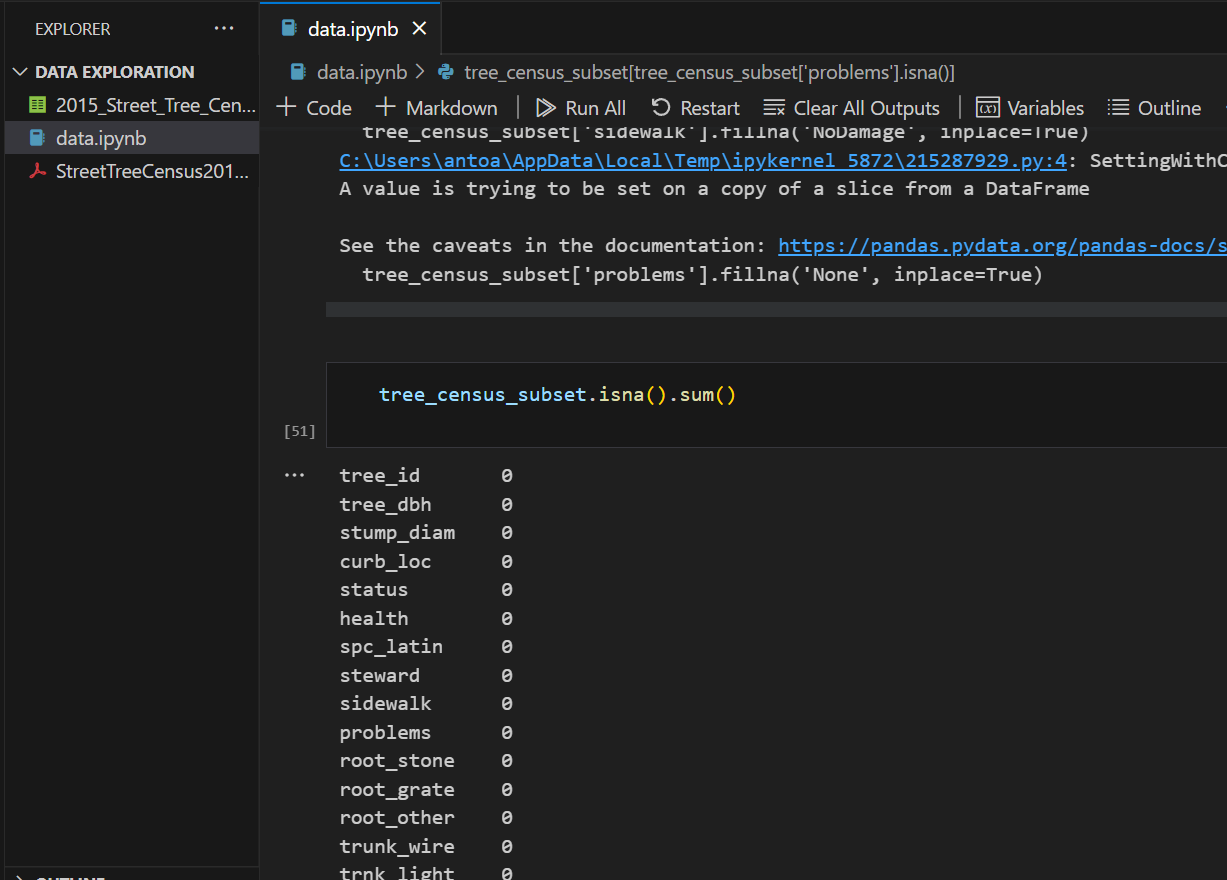 EXPLORER
DATA EXPLORATION
2015_Street_Tree_Cen...
data.ipynb
StreetTreeCensus201...
data.ipynb
data.ipynb > tree_census_subset[tree_census_subset['problems'].isna()]
+ Code + Markdown | Run All Restart Clear All Outputs | Variables Outline
tree_census_subset['sidewalk'].fillna('NoDamage', inplace=True)
C:\Users\antoa\AppData\Local\Temp\ipykernel_5872\215287929.py:4: SettingWithC
A value is trying to be set on a copy of a slice from a DataFrame
See the caveats in the documentation: https://pandas.pydata.org/pandas-docs/s
tree_census_subset['problems'].fillna('None', inplace=True)
tree_census_subset.isna().sum()
[51]
... tree_id 0
tree_dbh 0
stump_diam 0
curb_loc 0
status 0
health 0
spc_latin 0
steward 0
sidewalk 0
problems 0
root_stone 0
root_grate 0
root_other 0
trunk_wire 0
trnk_light 0
OUTLINE